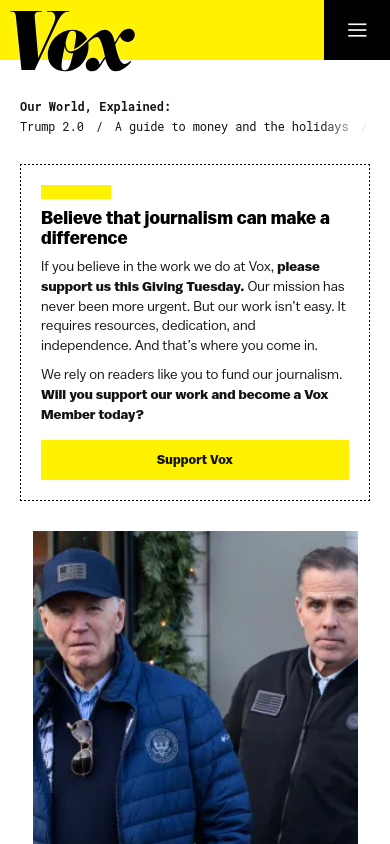 Vox
Our World, Explained:
Trump 2.0 / A guide to money and the holidays /
Believe that journalism can make a
difference
If you believe in the work we do at Vox, please
support us this Giving Tuesday. Our mission has
never been more urgent. But our work isn’t easy. It
requires resources, dedication, and
independence. And that’s where you come in.
We rely on readers like you to fund our journalism.
Will you support our work and become a Vox
Member today?
Support Vox